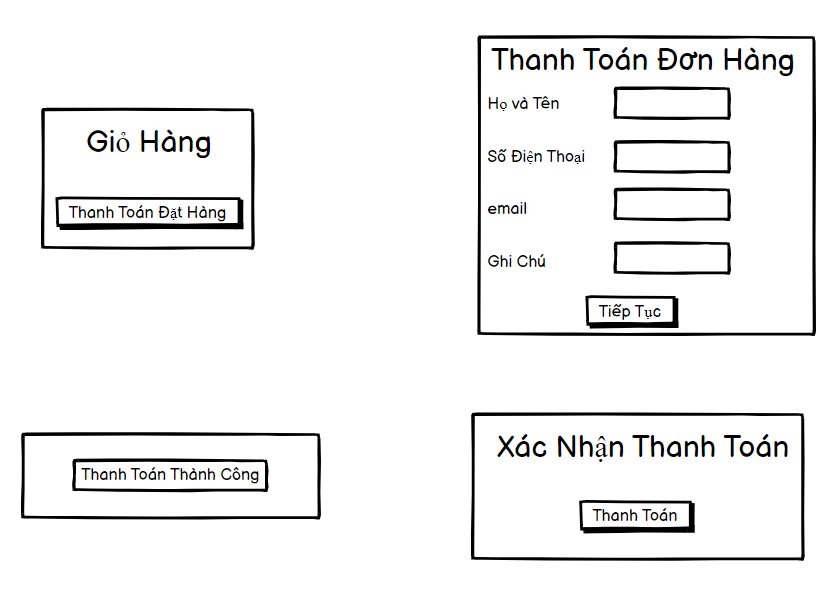 Giỏ Hàng
Thanh Toán Đặt Hàng
Thanh Toán Đơn Hàng
Họ và Tên
Số Điện Thoại
email
Ghi Chú
Tiếp Tục
Thanh Toán Thành Công
Xác Nhận Thanh Toán
Thanh Toán